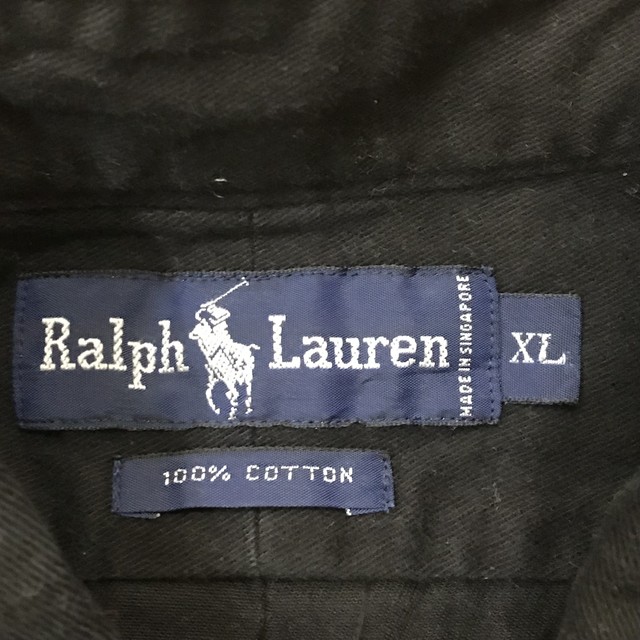 Ralph Lauren
MADE IN SINGAPORE
XL
100% COTTON